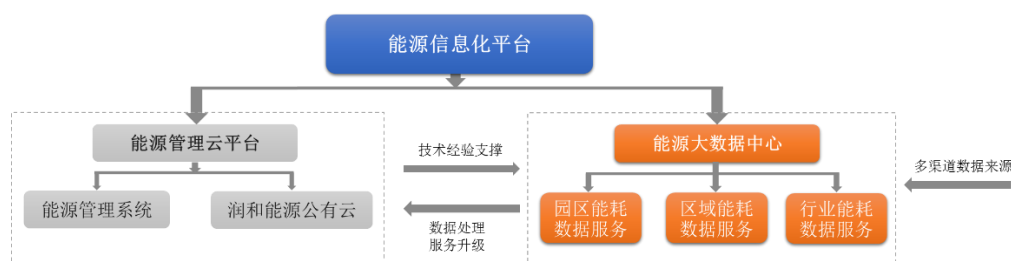 能源信息化平台
能源管理云平台
能源管理系统
润和能源公有云
技术经验支撑
数据处理
服务升级
能源大数据中心
园区能耗
数据服务
区域能耗
数据服务
行业能耗
数据服务
多渠道数据来源